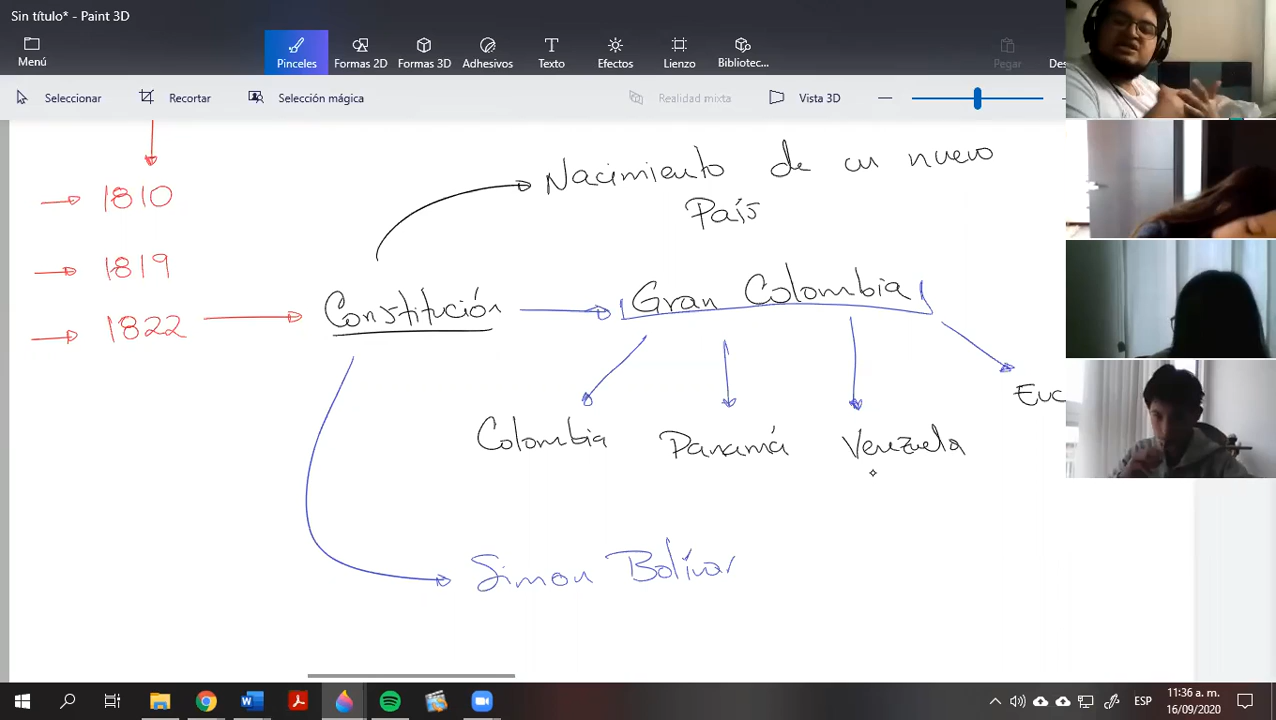 Sin título* - Paint 3D
Menú
Pinceles
Formas 2D
Formas 3D
Adhesivos
Texto
Efectos
Lienzo
Bibliotec...
Pegar
Des
Seleccionar
Recortar
Selección mágica
Realidad mixta
Vista 3D
Nacimiento de un nuevo
País
1810
1819
1822
Constitución
Gran Colombia
Colombia
Panamá
Venezuela
Euc
Simon Bolívar
ESP
11:36 a. m.
16/09/2020